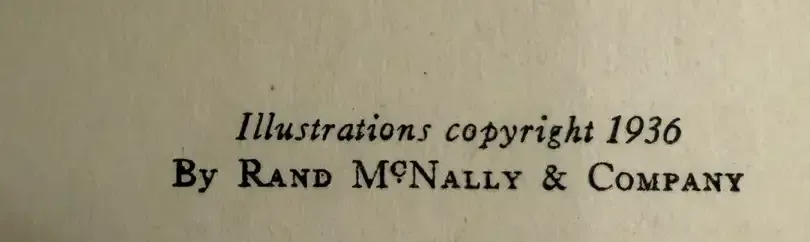 Illustrations copyright 1936
By Rand McNally & Company